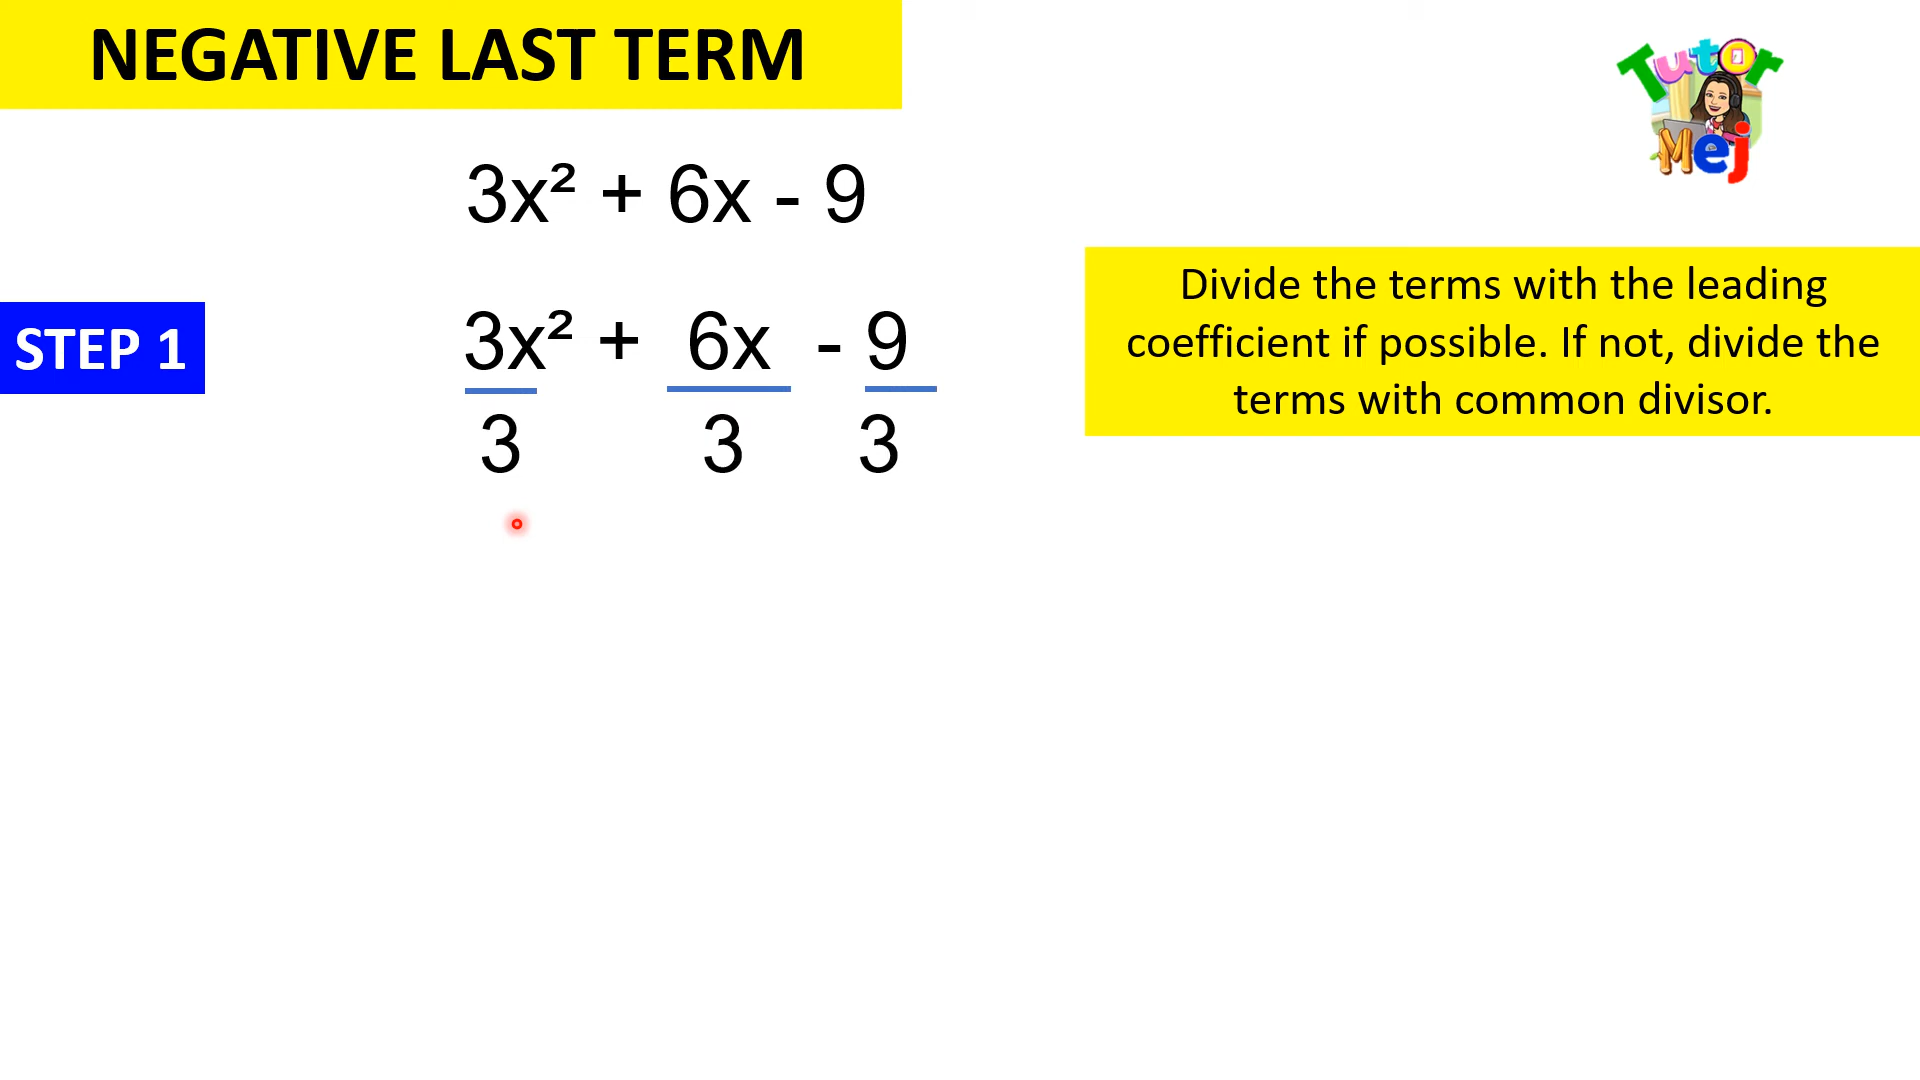 NEGATIVE LAST TERM
Tutor
Mej
3x² + 6x - 9
Divide the terms with the leading
coefficient if possible. If not, divide the
terms with common divisor.
STEP 1
3x² + 6x - 9
3 3 3